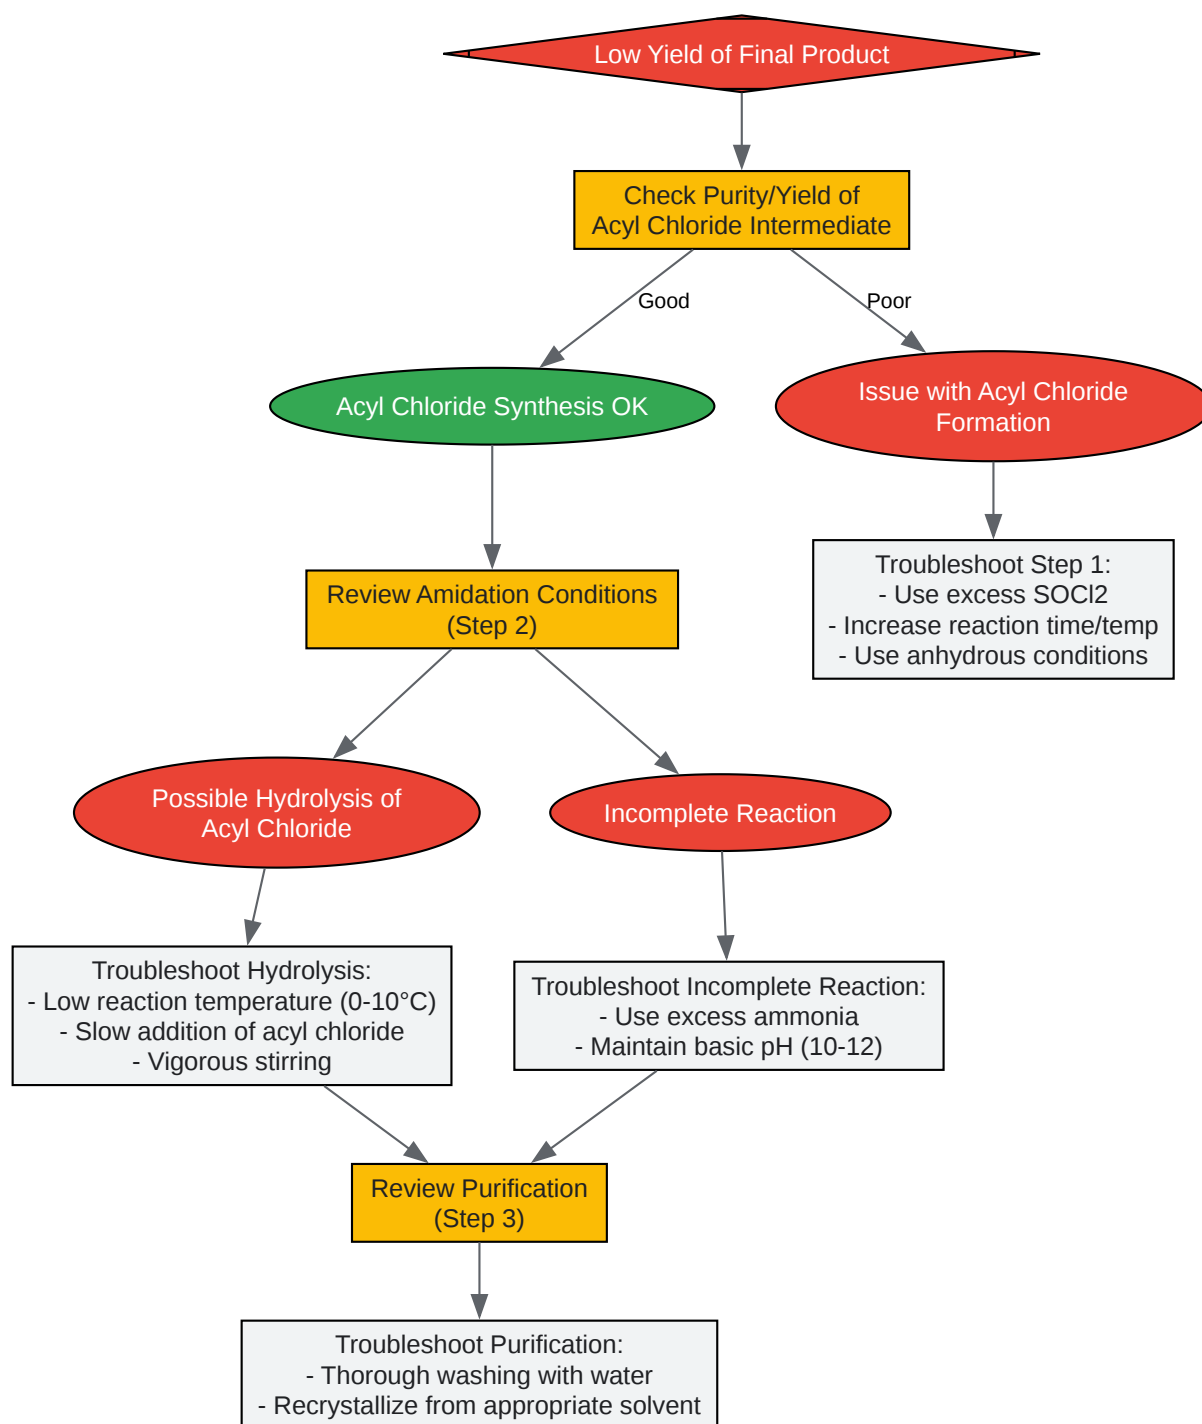 Low Yield of Final Product
Check Purity/Yield of
Acyl Chloride Intermediate
Good
Poor
Acyl Chloride Synthesis OK
Issue with Acyl Chloride
Formation
Troubleshoot Step 1:
- Use excess SOCl2
- Increase reaction time/temp
- Use anhydrous conditions
Review Amidation Conditions
(Step 2)
Possible Hydrolysis of
Acyl Chloride
Incomplete Reaction
Troubleshoot Hydrolysis:
- Low reaction temperature (0-10°C)
- Slow addition of acyl chloride
- Vigorous stirring
Troubleshoot Incomplete Reaction:
- Use excess ammonia
- Maintain basic pH (10-12)
Review Purification
(Step 3)
Troubleshoot Purification:
- Thorough washing with water
- Recrystallize from appropriate solvent